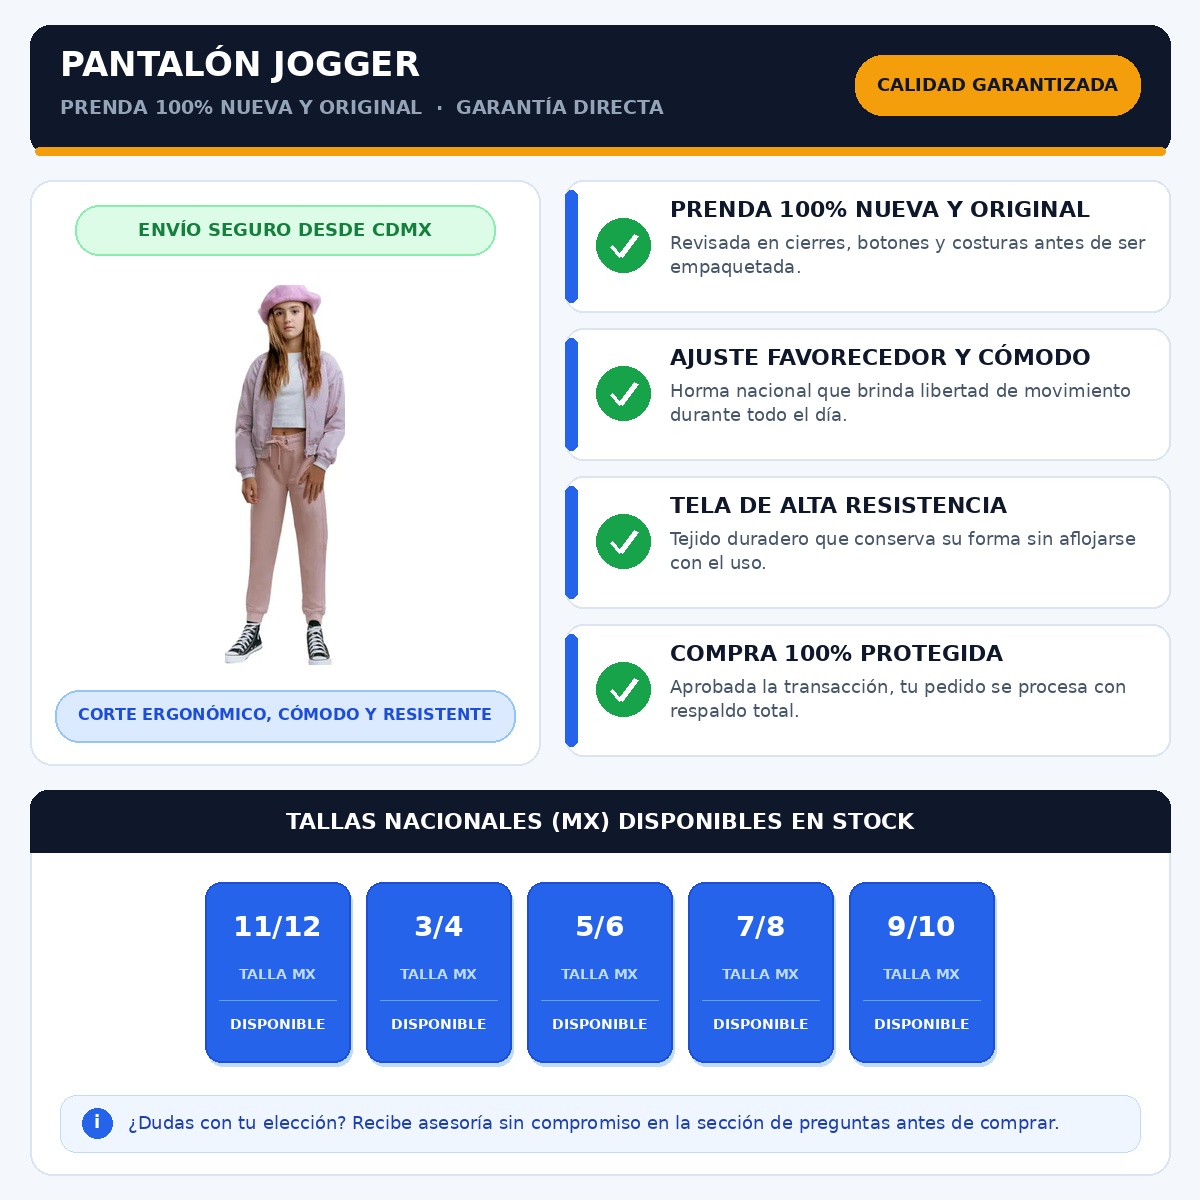 PANTALÓN JOGGER
PRENDA 100% NUEVA Y ORIGINAL · GARANTÍA DIRECTA
CALIDAD GARANTIZADA
ENVÍO SEGURO DESDE CDMX
CORTE ERGONÓMICO, CÓMODO Y RESISTENTE
PRENDA 100% NUEVA Y ORIGINAL
Revisada en cierres, botones y costuras antes de ser
empaquetada.
AJUSTE FAVORECEDOR Y CÓMODO
Horma nacional que brinda libertad de movimiento
durante todo el día.
TELA DE ALTA RESISTENCIA
Tejido duradero que conserva su forma sin aflojarse
con el uso.
COMPRA 100% PROTEGIDA
Aprobada la transacción, tu pedido se procesa con
respaldo total.
TALLAS NACIONALES (MX) DISPONIBLES EN STOCK
11/12
TALLA MX
DISPONIBLE
3/4
TALLA MX
DISPONIBLE
5/6
TALLA MX
DISPONIBLE
7/8
TALLA MX
DISPONIBLE
9/10
TALLA MX
DISPONIBLE
i ¿Dudas con tu elección? Recibe asesoría sin compromiso en la sección de preguntas antes de comprar.